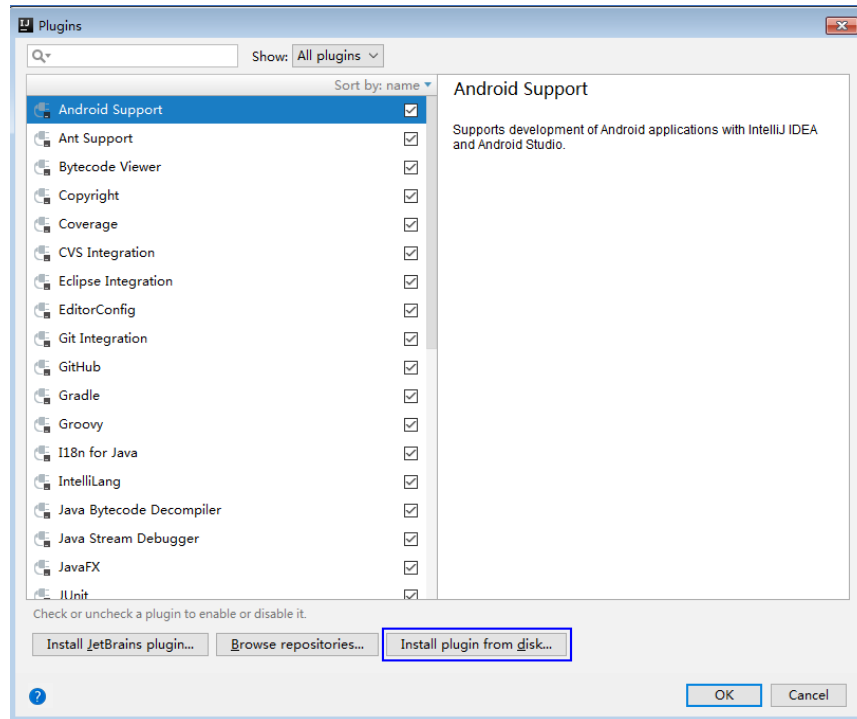 Plugins
Show: All plugins
Sort by: name
Android Support
Ant Support
Bytecode Viewer
Copyright
Coverage
CVS Integration
Eclipse Integration
EditorConfig
Git Integration
GitHub
Gradle
Groovy
I18n for Java
IntelliLang
Java Bytecode Decompiler
Java Stream Debugger
JavaFX
JUnit
Android Support
Supports development of Android applications with IntelliJ IDEA
and Android Studio.
Check or uncheck a plugin to enable or disable it.
Install JetBrains plugin... Browse repositories... Install plugin from disk...
? OK Cancel